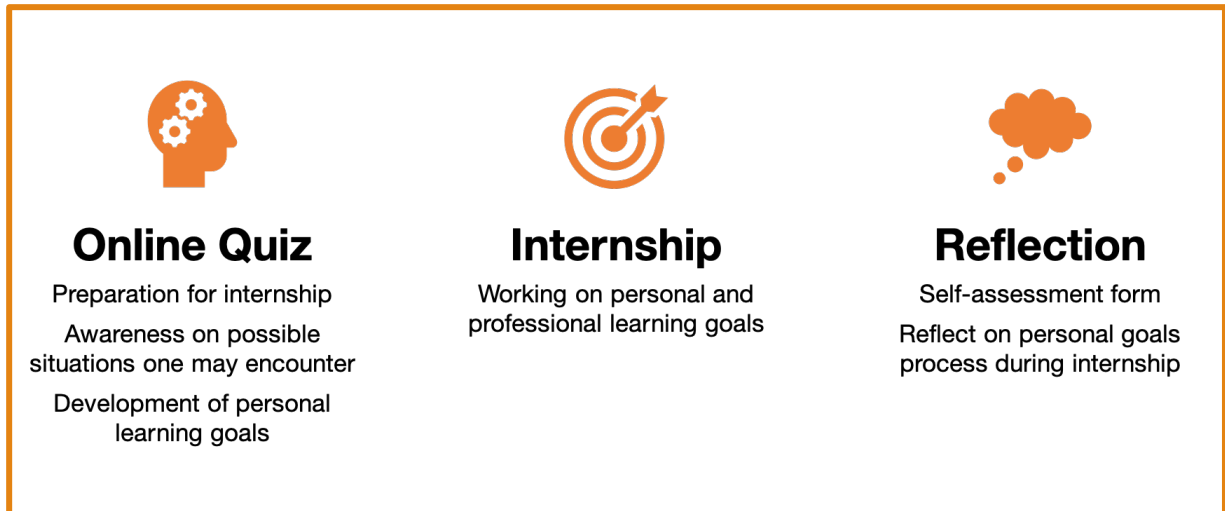 Online Quiz
Preparation for internship
Awareness on possible
situations one may encounter
Development of personal
learning goals
Internship
Working on personal and
professional learning goals
Reflection
Self-assessment form
Reflect on personal goals
process during internship